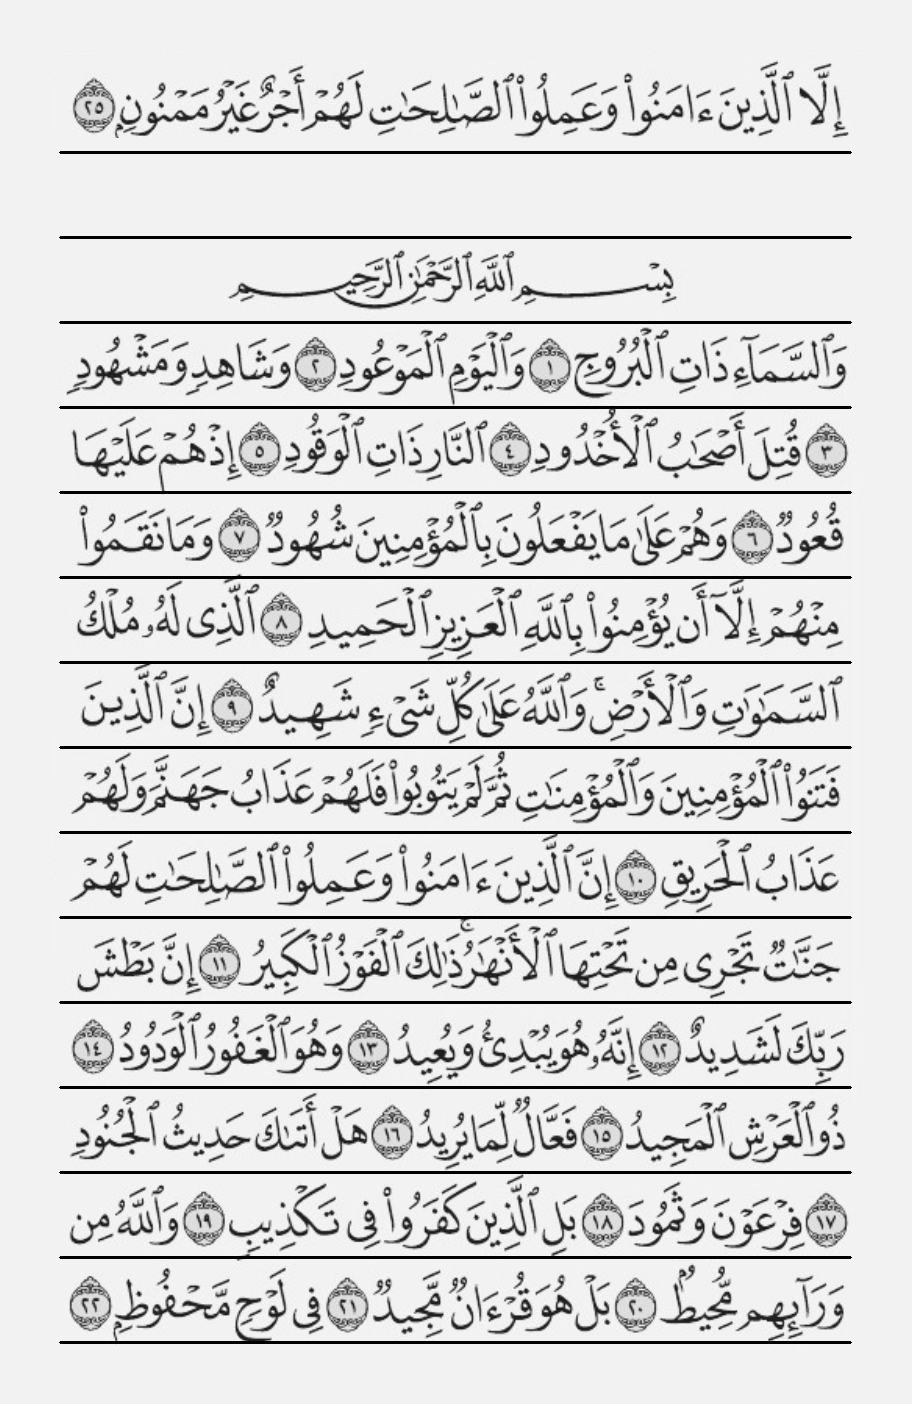 إِلَّا ٱلَّذِينَ ءَامَنُوا۟ وَعَمِلُوا۟ ٱلصَّـٰلِحَـٰتِ لَهُمْ أَجْرٌ غَيْرُ مَمْنُونٍۭ ٢٥
بِسْمِ ٱللَّهِ ٱلرَّحْمَـٰنِ ٱلرَّحِيمِ
وَٱلسَّمَآءِ ذَاتِ ٱلْبُرُوجِ ١ وَٱلْيَوْمِ ٱلْمَوْعُودِ ٢ وَشَاهِدٍ وَمَشْهُودٍ
٣ قُتِلَ أَصْحَـٰبُ ٱلْأُخْدُودِ ٤ ٱلنَّارِ ذَاتِ ٱلْوَقُودِ ٥ إِذْ هُمْ عَلَيْهَا
قُعُودٌ ٦ وَهُمْ عَلَىٰ مَا يَفْعَلُونَ بِٱلْمُؤْمِنِينَ شُهُودٌ ٧ وَمَا نَقَمُوا۟
مِنْهُمْ إِلَّآ أَن يُؤْمِنُوا۟ بِٱللَّهِ ٱلْعَزِيزِ ٱلْحَمِيدِ ٨ ٱلَّذِى لَهُۥ مُلْكُ
ٱلسَّمَـٰوَٰتِ وَٱلْأَرْضِ ۚ وَٱللَّهُ عَلَىٰ كُلِّ شَىْءٍ شَهِيدٌ ٩ إِنَّ ٱلَّذِينَ
فَتَنُوا۟ ٱلْمُؤْمِنِينَ وَٱلْمُؤْمِنَـٰتِ ثُمَّ لَمْ يَتُوبُوا۟ فَلَهُمْ عَذَابُ جَهَنَّمَ وَلَهُمْ
عَذَابُ ٱلْحَرِيقِ ١٠ إِنَّ ٱلَّذِينَ ءَامَنُوا۟ وَعَمِلُوا۟ ٱلصَّـٰلِحَـٰتِ لَهُمْ
جَنَّـٰتٌ تَجْرِى مِن تَحْتِهَا ٱلْأَنْهَـٰرُ ۚ ذَٰلِكَ ٱلْفَوْزُ ٱلْكَبِيرُ ١١ إِنَّ بَطْشَ
رَبِّكَ لَشَدِيدٌ ١٢ إِنَّهُۥ هُوَ يُبْدِئُ وَيُعِيدُ ١٣ وَهُوَ ٱلْغَفُورُ ٱلْوَدُودُ ١٤
ذُو ٱلْعَرْشِ ٱلْمَجِيدُ ١٥ فَعَّالٌ لِّمَا يُرِيدُ ١٦ هَلْ أَتَىٰكَ حَدِيثُ ٱلْجُنُودِ
١٧ فِرْعَوْنَ وَثَمُودَ ١٨ بَلِ ٱلَّذِينَ كَفَرُوا۟ فِى تَكْذِيبٍ ١٩ وَٱللَّهُ مِن
وَرَآئِهِم مُّحِيطٌۢ ٢٠ بَلْ هُوَ قُرْءَانٌ مَّجِيدٌ ٢١ فِى لَوْحٍ مَّحْفُوظٍۭ ٢٢